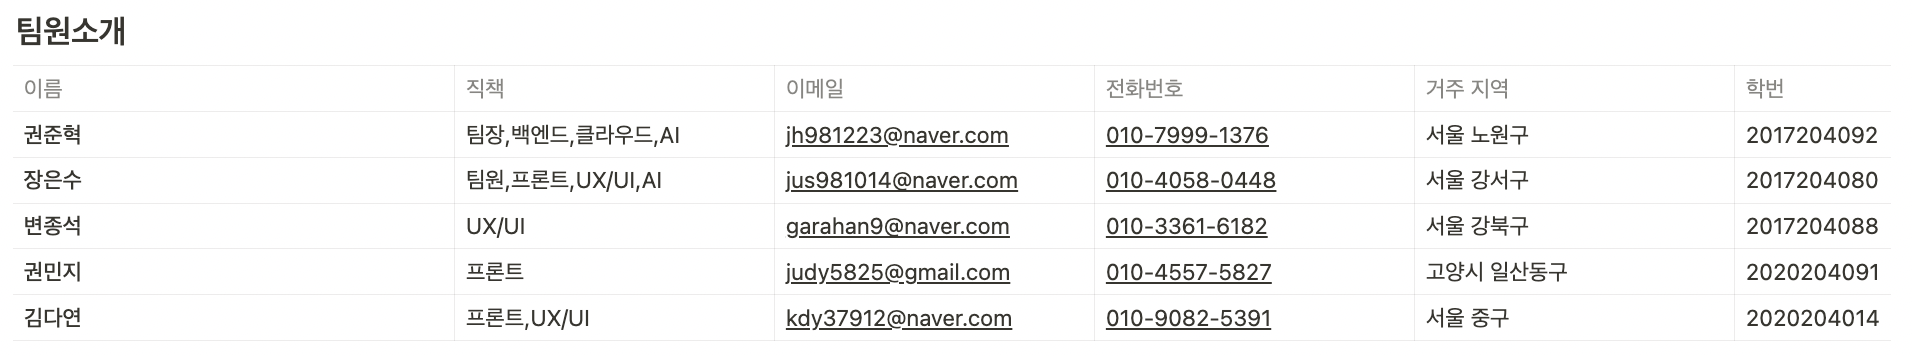 팀원소개
이름 직책 이메일 전화번호 거주 지역 학번
권준혁 팀장,백엔드,클라우드,AI jh981223@naver.com 010-7999-1376 서울 노원구 2017204092
장은수 팀원,프론트,UX/UI,AI jus981014@naver.com 010-4058-0448 서울 강서구 2017204080
변종석 UX/UI garahan9@naver.com 010-3361-6182 서울 강북구 2017204088
권민지 프론트 judy5825@gmail.com 010-4557-5827 고양시 일산동구 2020204091
김다연 프론트,UX/UI kdy37912@naver.com 010-9082-5391 서울 중구 2020204014